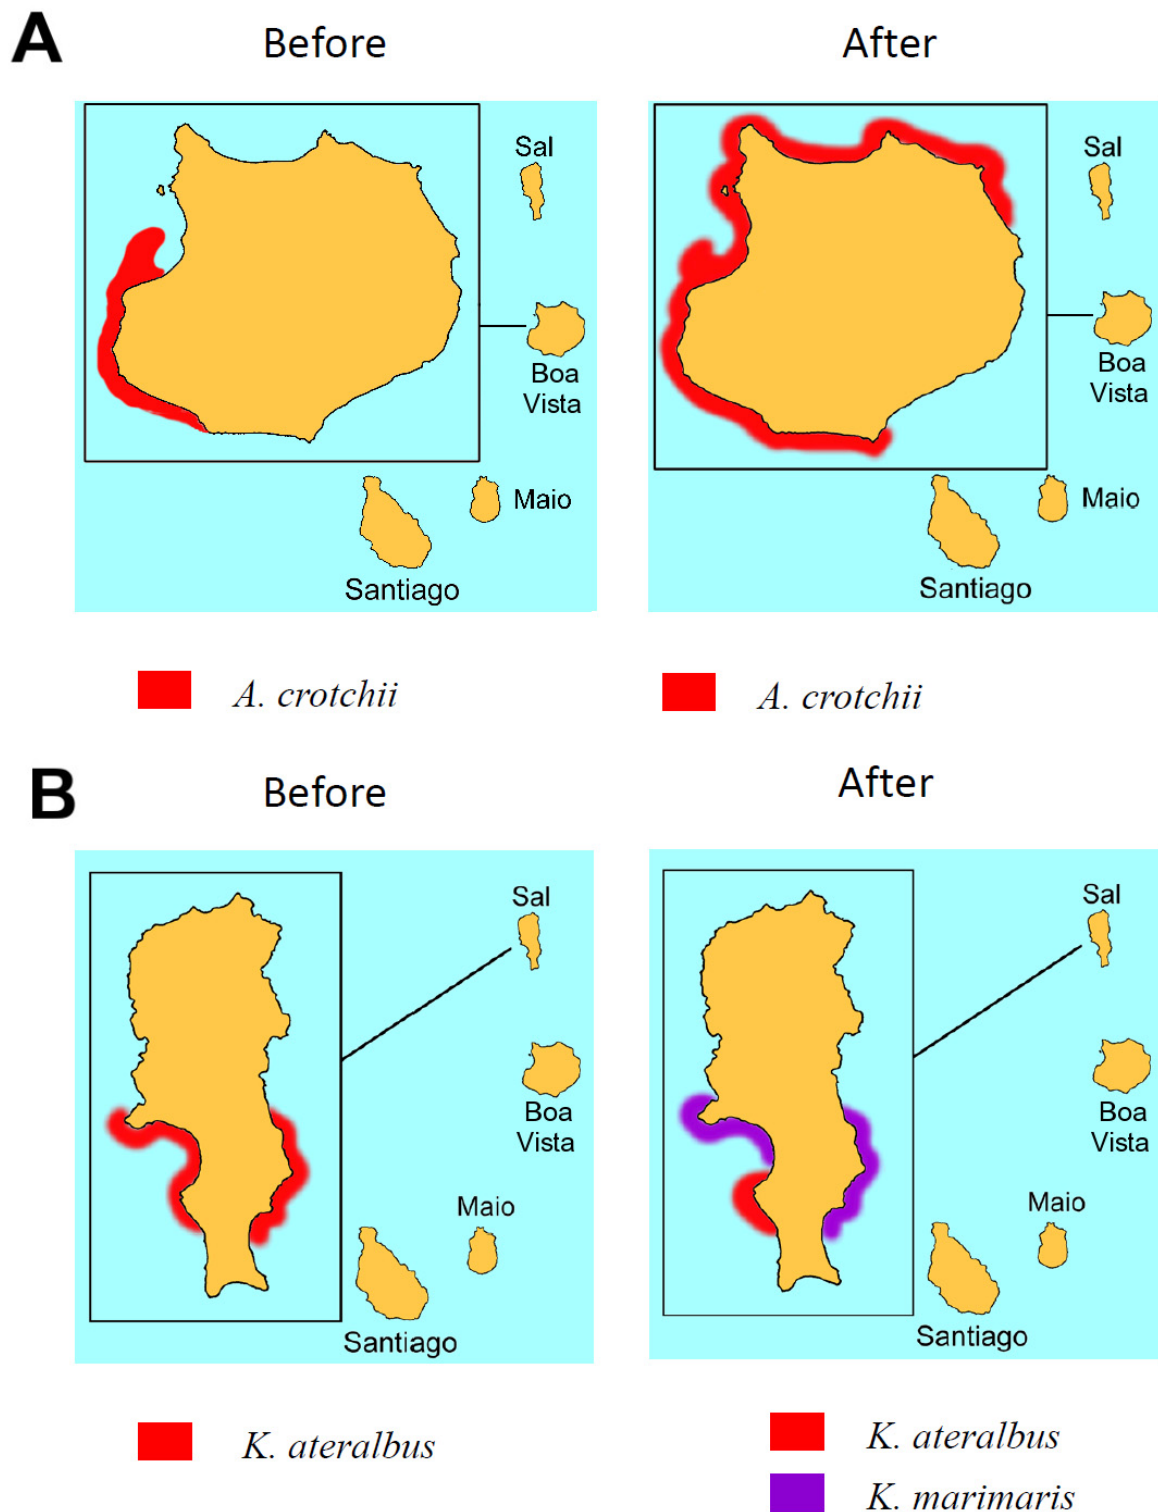 A
Before
After
Sal
Boa
Vista
Maio
Santiago
Sal
Boa
Vista
Maio
Santiago
A. crotchii
A. crotchii
B
Before
After
Sal
Boa
Vista
Maio
Santiago
Sal
Boa
Vista
Maio
Santiago
K. ateralbus
K. ateralbus
K. marimaris